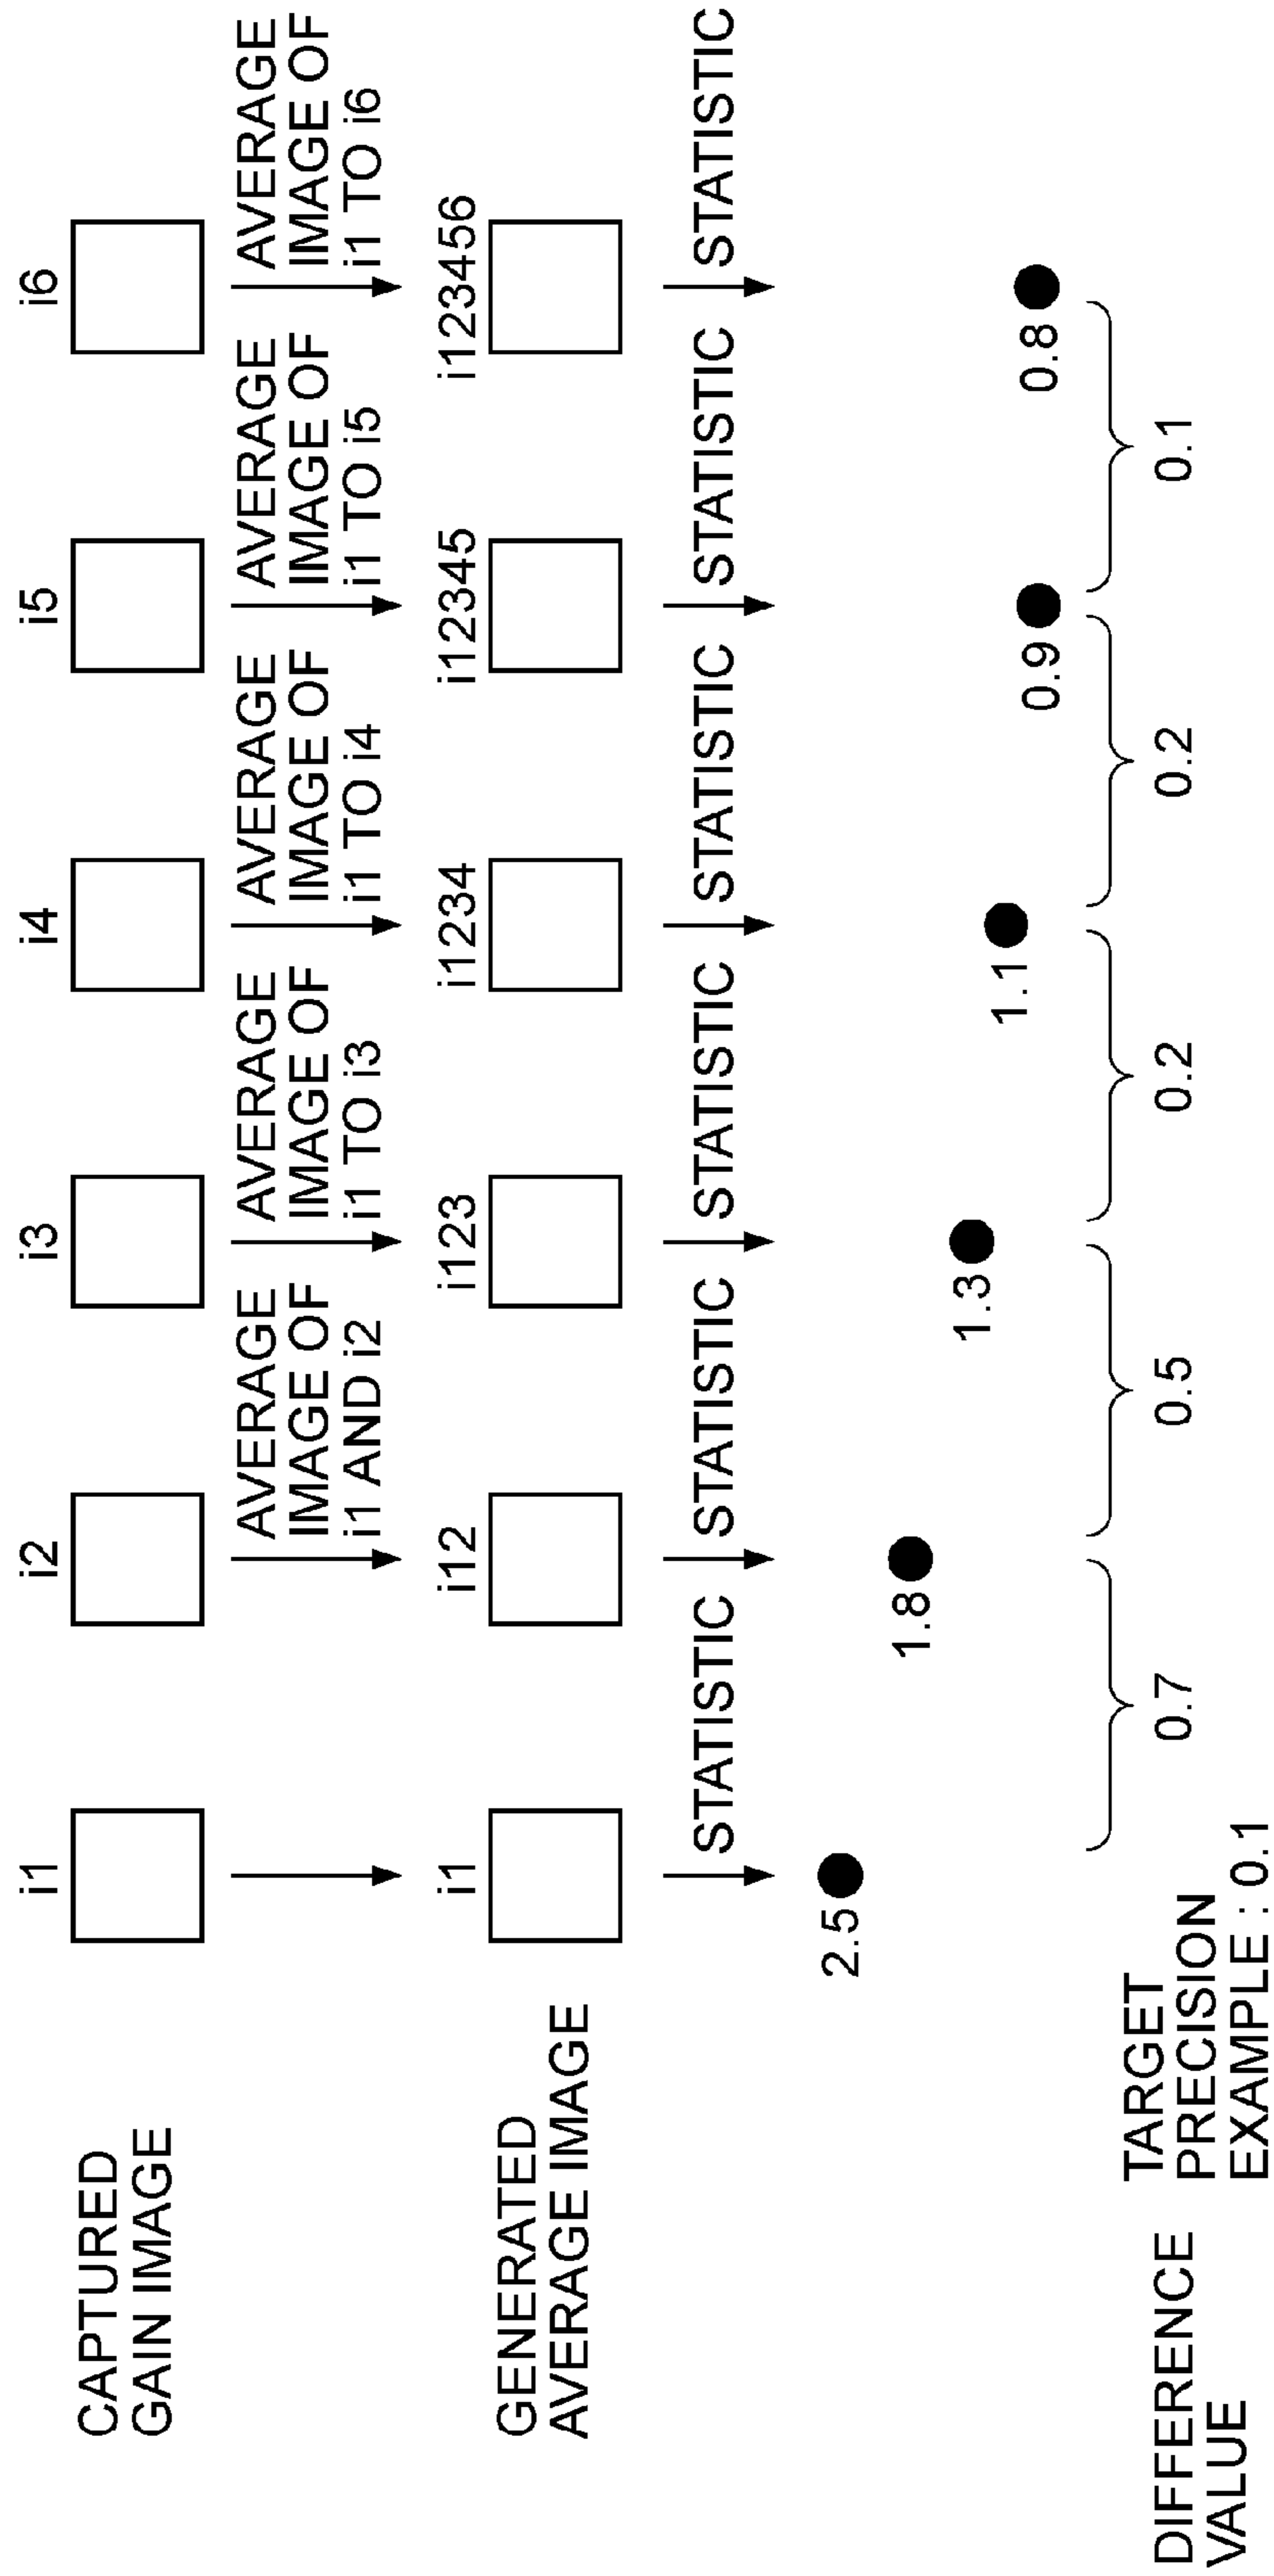 CAPTURED
GAIN IMAGE
i1
i2
i3
i4
i5
i6
AVERAGE
IMAGE OF
i1 AND i2
AVERAGE
IMAGE OF
i1 TO i3
AVERAGE
IMAGE OF
i1 TO i4
AVERAGE
IMAGE OF
i1 TO i5
AVERAGE
IMAGE OF
i1 TO i6
GENERATED
AVERAGE IMAGE
i1
i12
i123
i1234
i12345
i123456
STATISTIC
STATISTIC
STATISTIC
STATISTIC
STATISTIC
STATISTIC
2.5
1.8
1.3
1.1
0.9
0.8
DIFFERENCE
VALUE
TARGET
PRECISION
EXAMPLE : 0.1
0.7
0.5
0.2
0.2
0.1